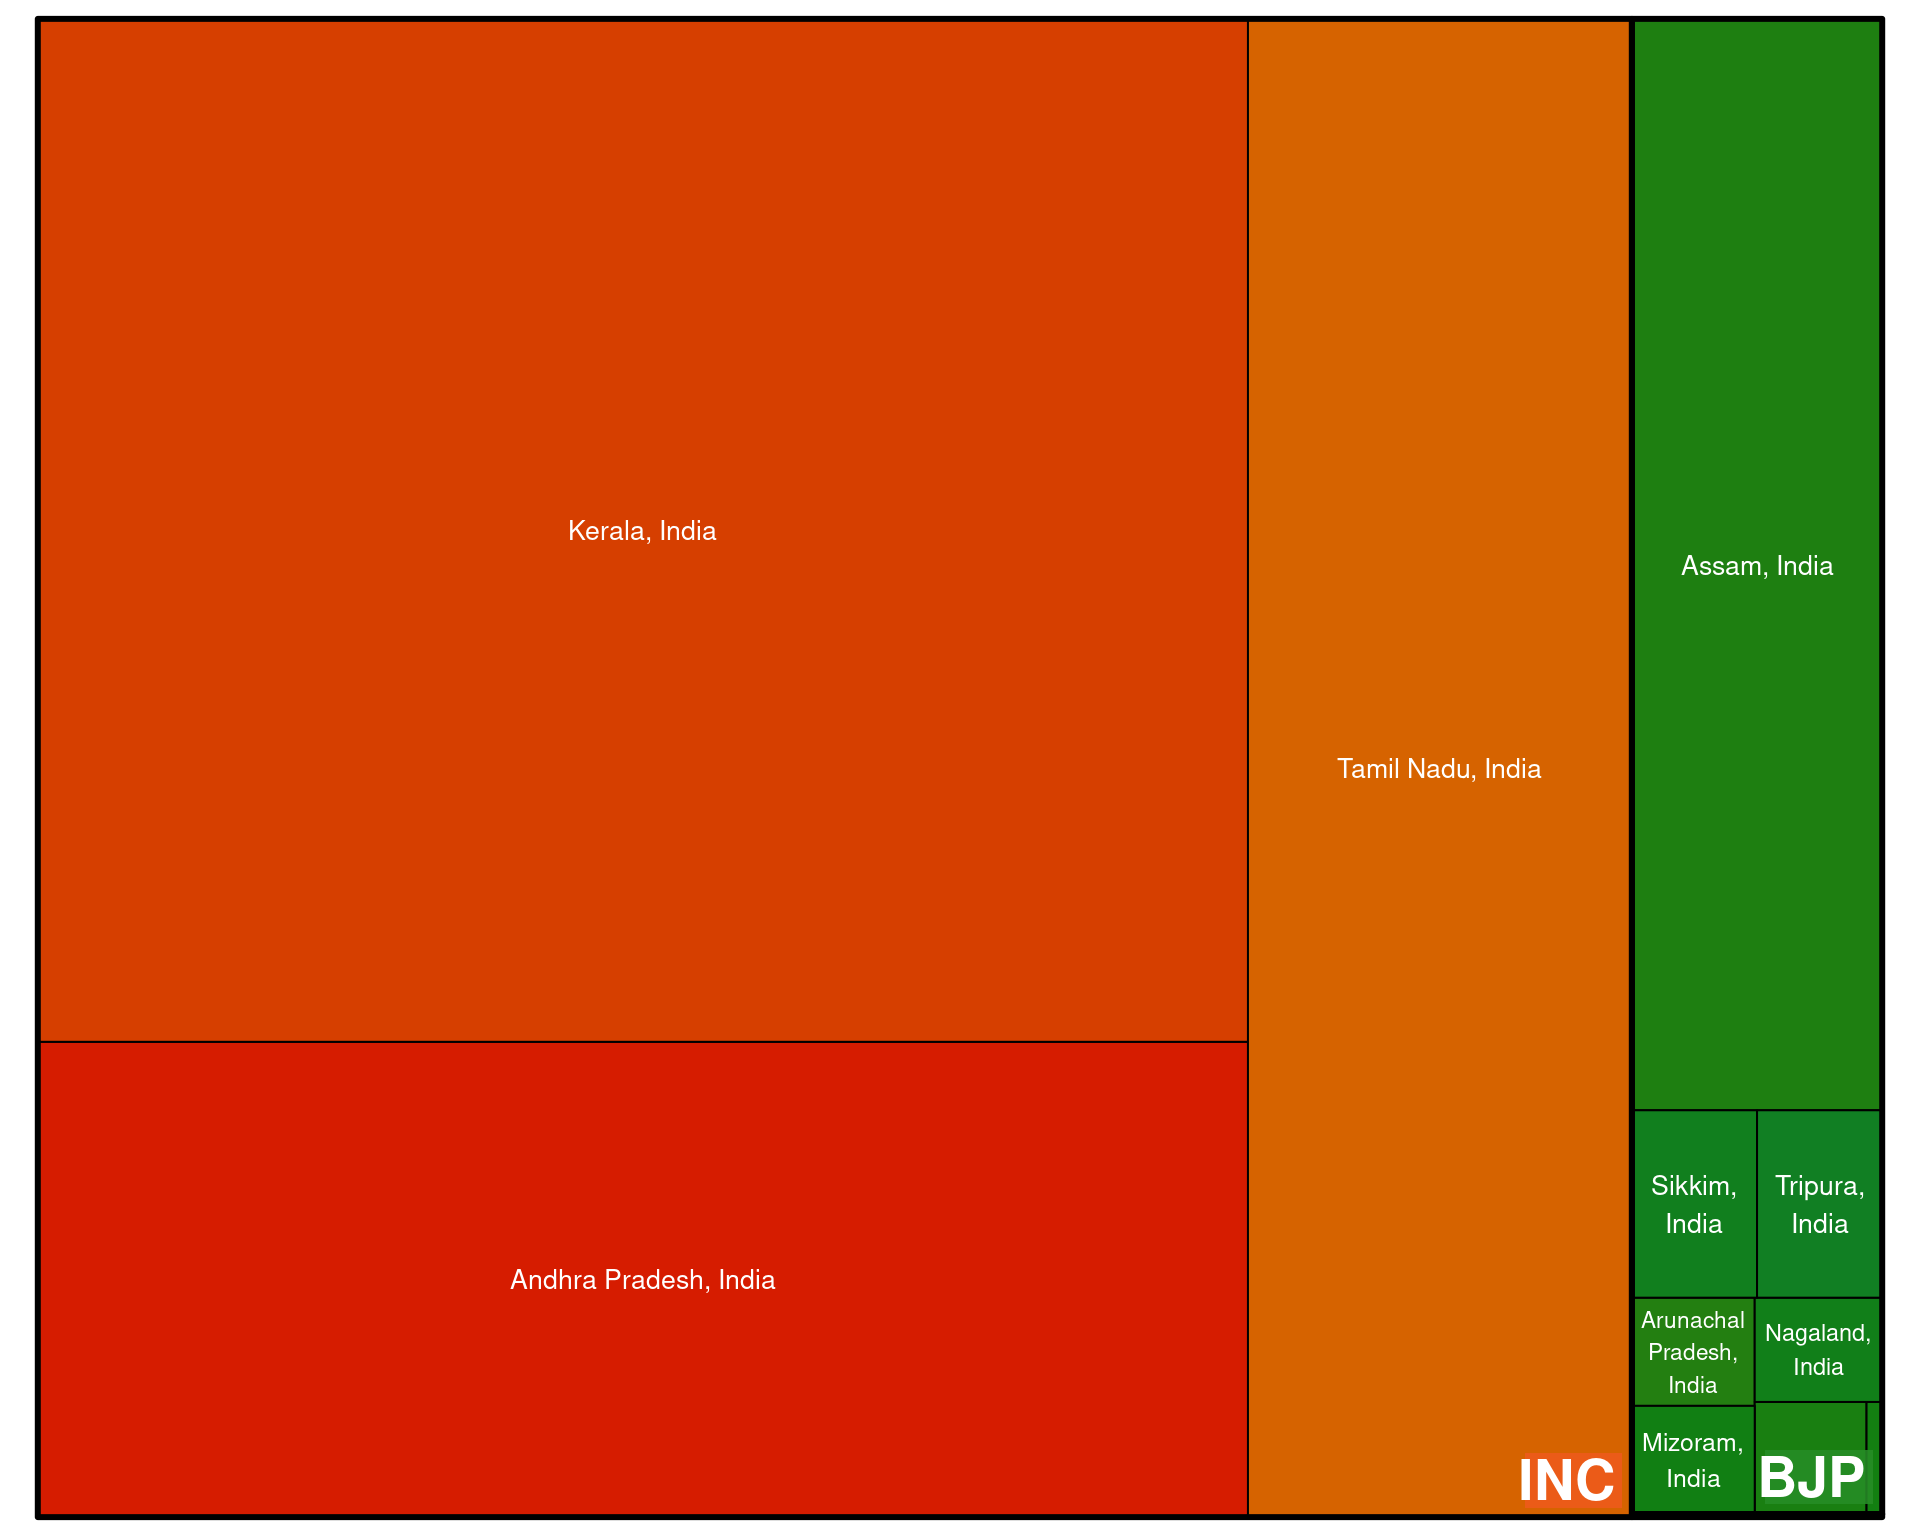 Kerala, India
Assam, India
Tamil Nadu, India
Sikkim,
India
Tripura,
India
Andhra Pradesh, India
Arunachal
Pradesh,
India
Nagaland,
India
Mizoram,
India
INC
BJP